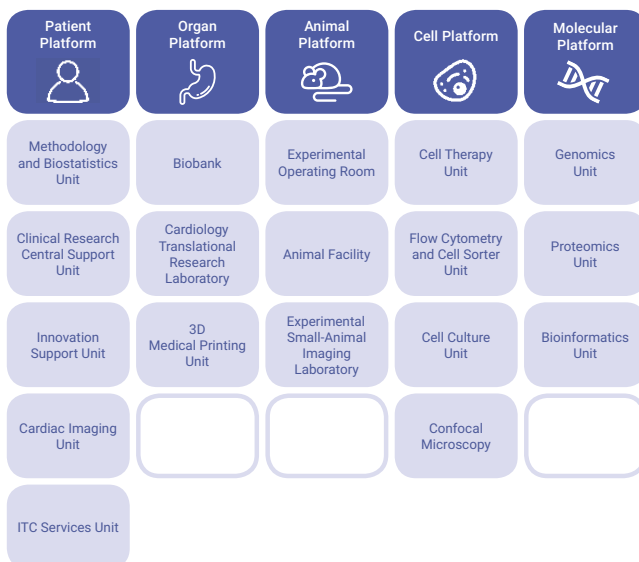 Patient
Platform
Organ
Platform
Animal
Platform
Cell Platform
Molecular
Platform
Methodology
and Biostatistics
Unit
Biobank
Experimental
Operating Room
Cell Therapy
Unit
Genomics
Unit
Clinical Research
Central Support
Unit
Cardiology
Translational
Research
Laboratory
Animal Facility
Flow Cytometry
and Cell Sorter
Unit
Proteomics
Unit
Innovation
Support Unit
3D
Medical Printing
Unit
Experimental
Small-Animal
Imaging
Laboratory
Cell Culture
Unit
Bioinformatics
Unit
Cardiac Imaging
Unit
Confocal
Microscopy
ITC Services Unit